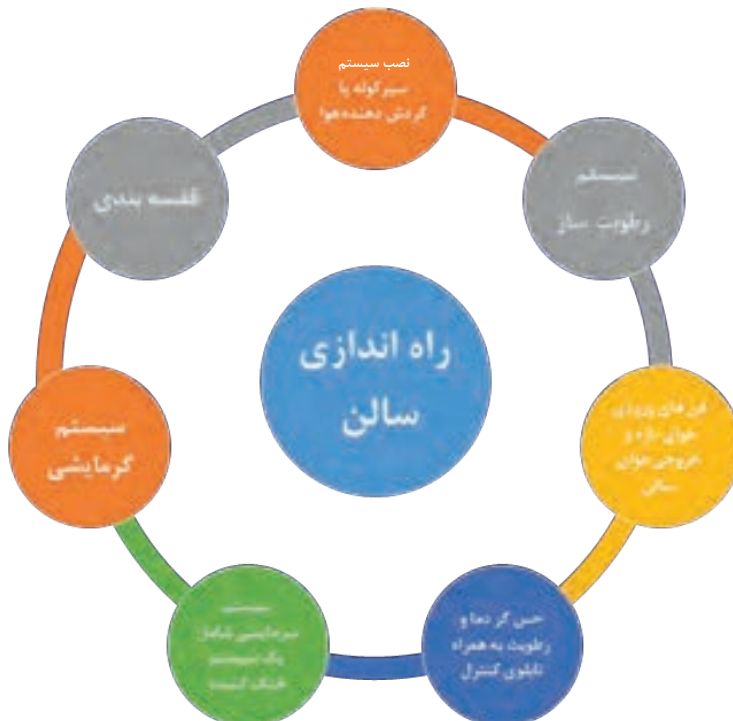 راه اندازی
سالن
نصب سیستم
سیرکوله یا
گردش دهنده هوا
سیستم
رطوبت ساز
فن های ورودی
هوای تازه و
خروجی هوای
سالن
حس گر دما و
رطوبت به همراه
تابلوی کنترل
سیستم
سرمایشی شامل
یک سیستم
خنک کننده
سیستم
گرمایشی
قفسه بندی